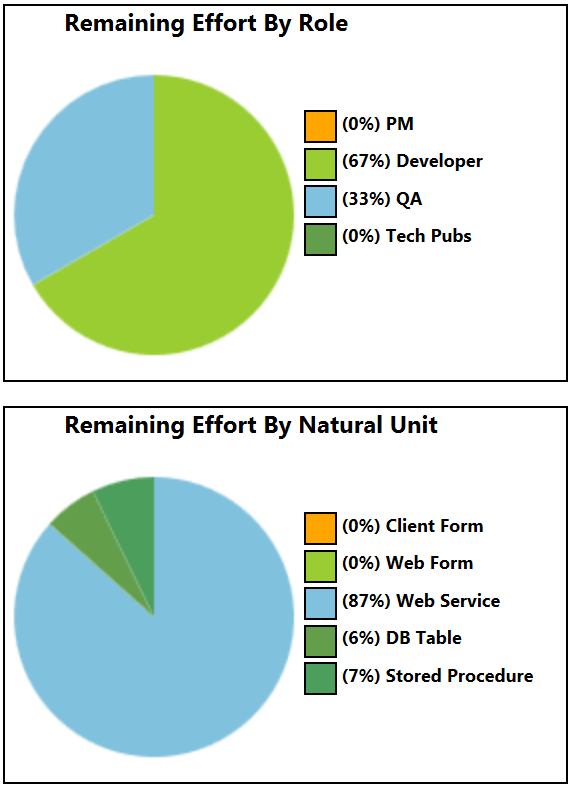 Remaining Effort By Role
(0%) PM
(67%) Developer
(33%) QA
(0%) Tech Pubs
Remaining Effort By Natural Unit
(0%) Client Form
(0%) Web Form
(87%) Web Service
(6%) DB Table
(7%) Stored Procedure